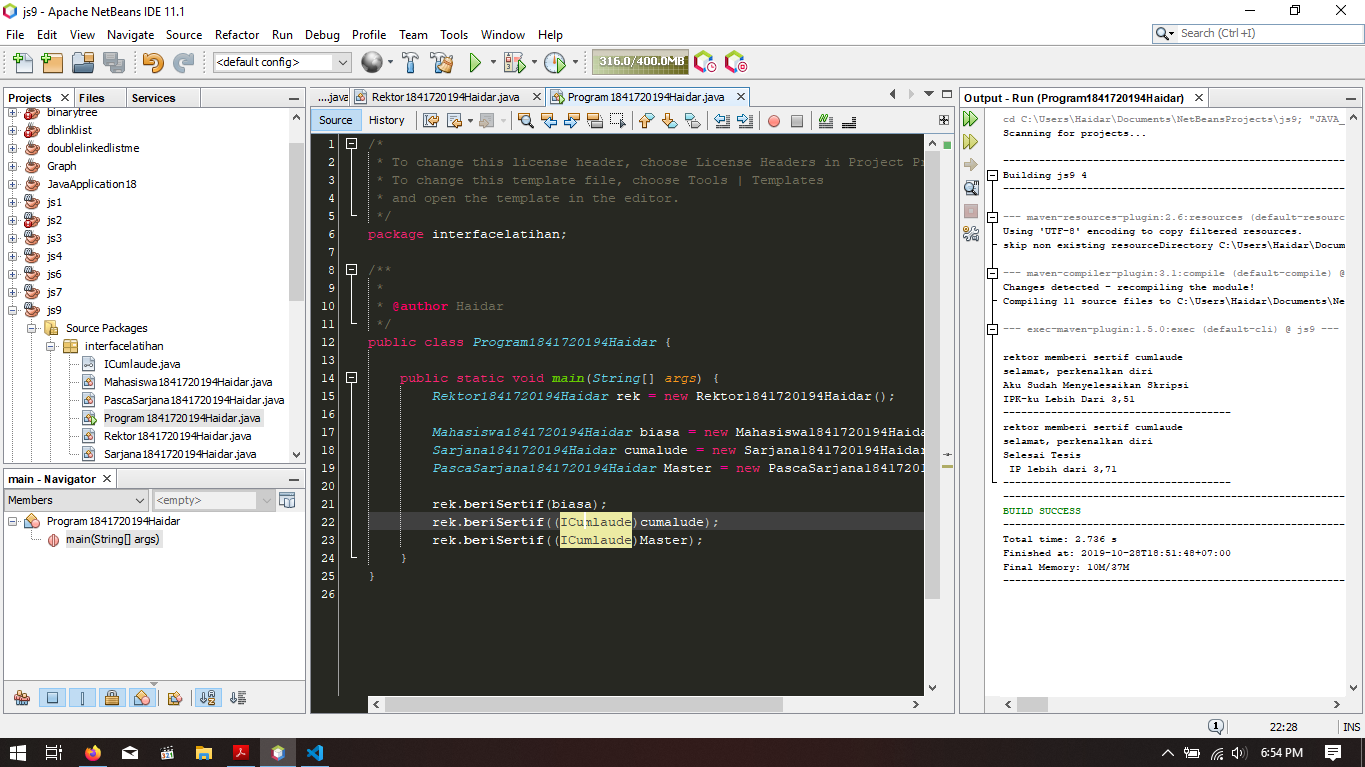 js9 - Apache NetBeans IDE 11.1
File Edit View Navigate Source Refactor Run Debug Profile Team Tools Window Help
Search (Ctrl+I)
<default config>
316.0/400.0MB
Projects Files Services
binarytree
dblinklist
doublelinkedlistme
Graph
JavaApplication18
js1
js2
js3
js4
js6
js7
js9
Source Packages
interfacelatihan
ICumlaude.java
Mahasiswa1841720194Haidar.java
PascaSarjana1841720194Haidar.java
Program1841720194Haidar.java
Rektor1841720194Haidar.java
Sarjana1841720194Haidar.java
main - Navigator
Members
<empty>
Program1841720194Haidar
main(String[] args)
....java Rektor1841720194Haidar.java Program1841720194Haidar.java
Source History
1 /*
2 * To change this license header, choose License Headers in Project Pr
3 * To change this template file, choose Tools | Templates
4 * and open the template in the editor.
5 */
6 package interfacelatihan;
7
8 /**
9 *
10 * @author Haidar
11 */
12 public class Program1841720194Haidar {
13
14 public static void main(String[] args) {
15 Rektor1841720194Haidar rek = new Rektor1841720194Haidar();
16
17 Mahasiswa1841720194Haidar biasa = new Mahasiswa1841720194Haida
18 Sarjana1841720194Haidar cumalude = new Sarjana1841720194Haidar
19 PascaSarjana1841720194Haidar Master = new PascaSarjana18417201
20
21 rek.beriSertif(biasa);
22 rek.beriSertif((ICumlaude)cumalude);
23 rek.beriSertif((ICumlaude)Master);
24 }
25 }
26
Output - Run (Program1841720194Haidar)
cd C:\Users\Haidar\Documents\NetBeansProjects\js9; "JAVA_
Scanning for projects...
------------------------------------------------
Building js9 4
------------------------------------------------
--- maven-resources-plugin:2.6:resources (default-resourc
Using 'UTF-8' encoding to copy filtered resources.
skip non existing resourceDirectory C:\Users\Haidar\Docum
--- maven-compiler-plugin:3.1:compile (default-compile) @
Changes detected - recompiling the module!
Compiling 11 source files to C:\Users\Haidar\Documents\Ne
--- exec-maven-plugin:1.5.0:exec (default-cli) @ js9 ---
rektor memberi sertif cumlaude
selamat, perkenalkan diri
Aku Sudah Menyelesaikan Skripsi
IPK-ku Lebih Dari 3,51
--------------------------------
rektor memberi sertif cumlaude
selamat, perkenalkan diri
Selesai Tesis
IP lebih dari 3,71
--------------------------------
------------------------------------------------
BUILD SUCCESS
------------------------------------------------
Total time: 2.736 s
Finished at: 2019-10-28T18:51:48+07:00
Final Memory: 10M/37M
------------------------------------------------
1
22:28
INS
6:54 PM